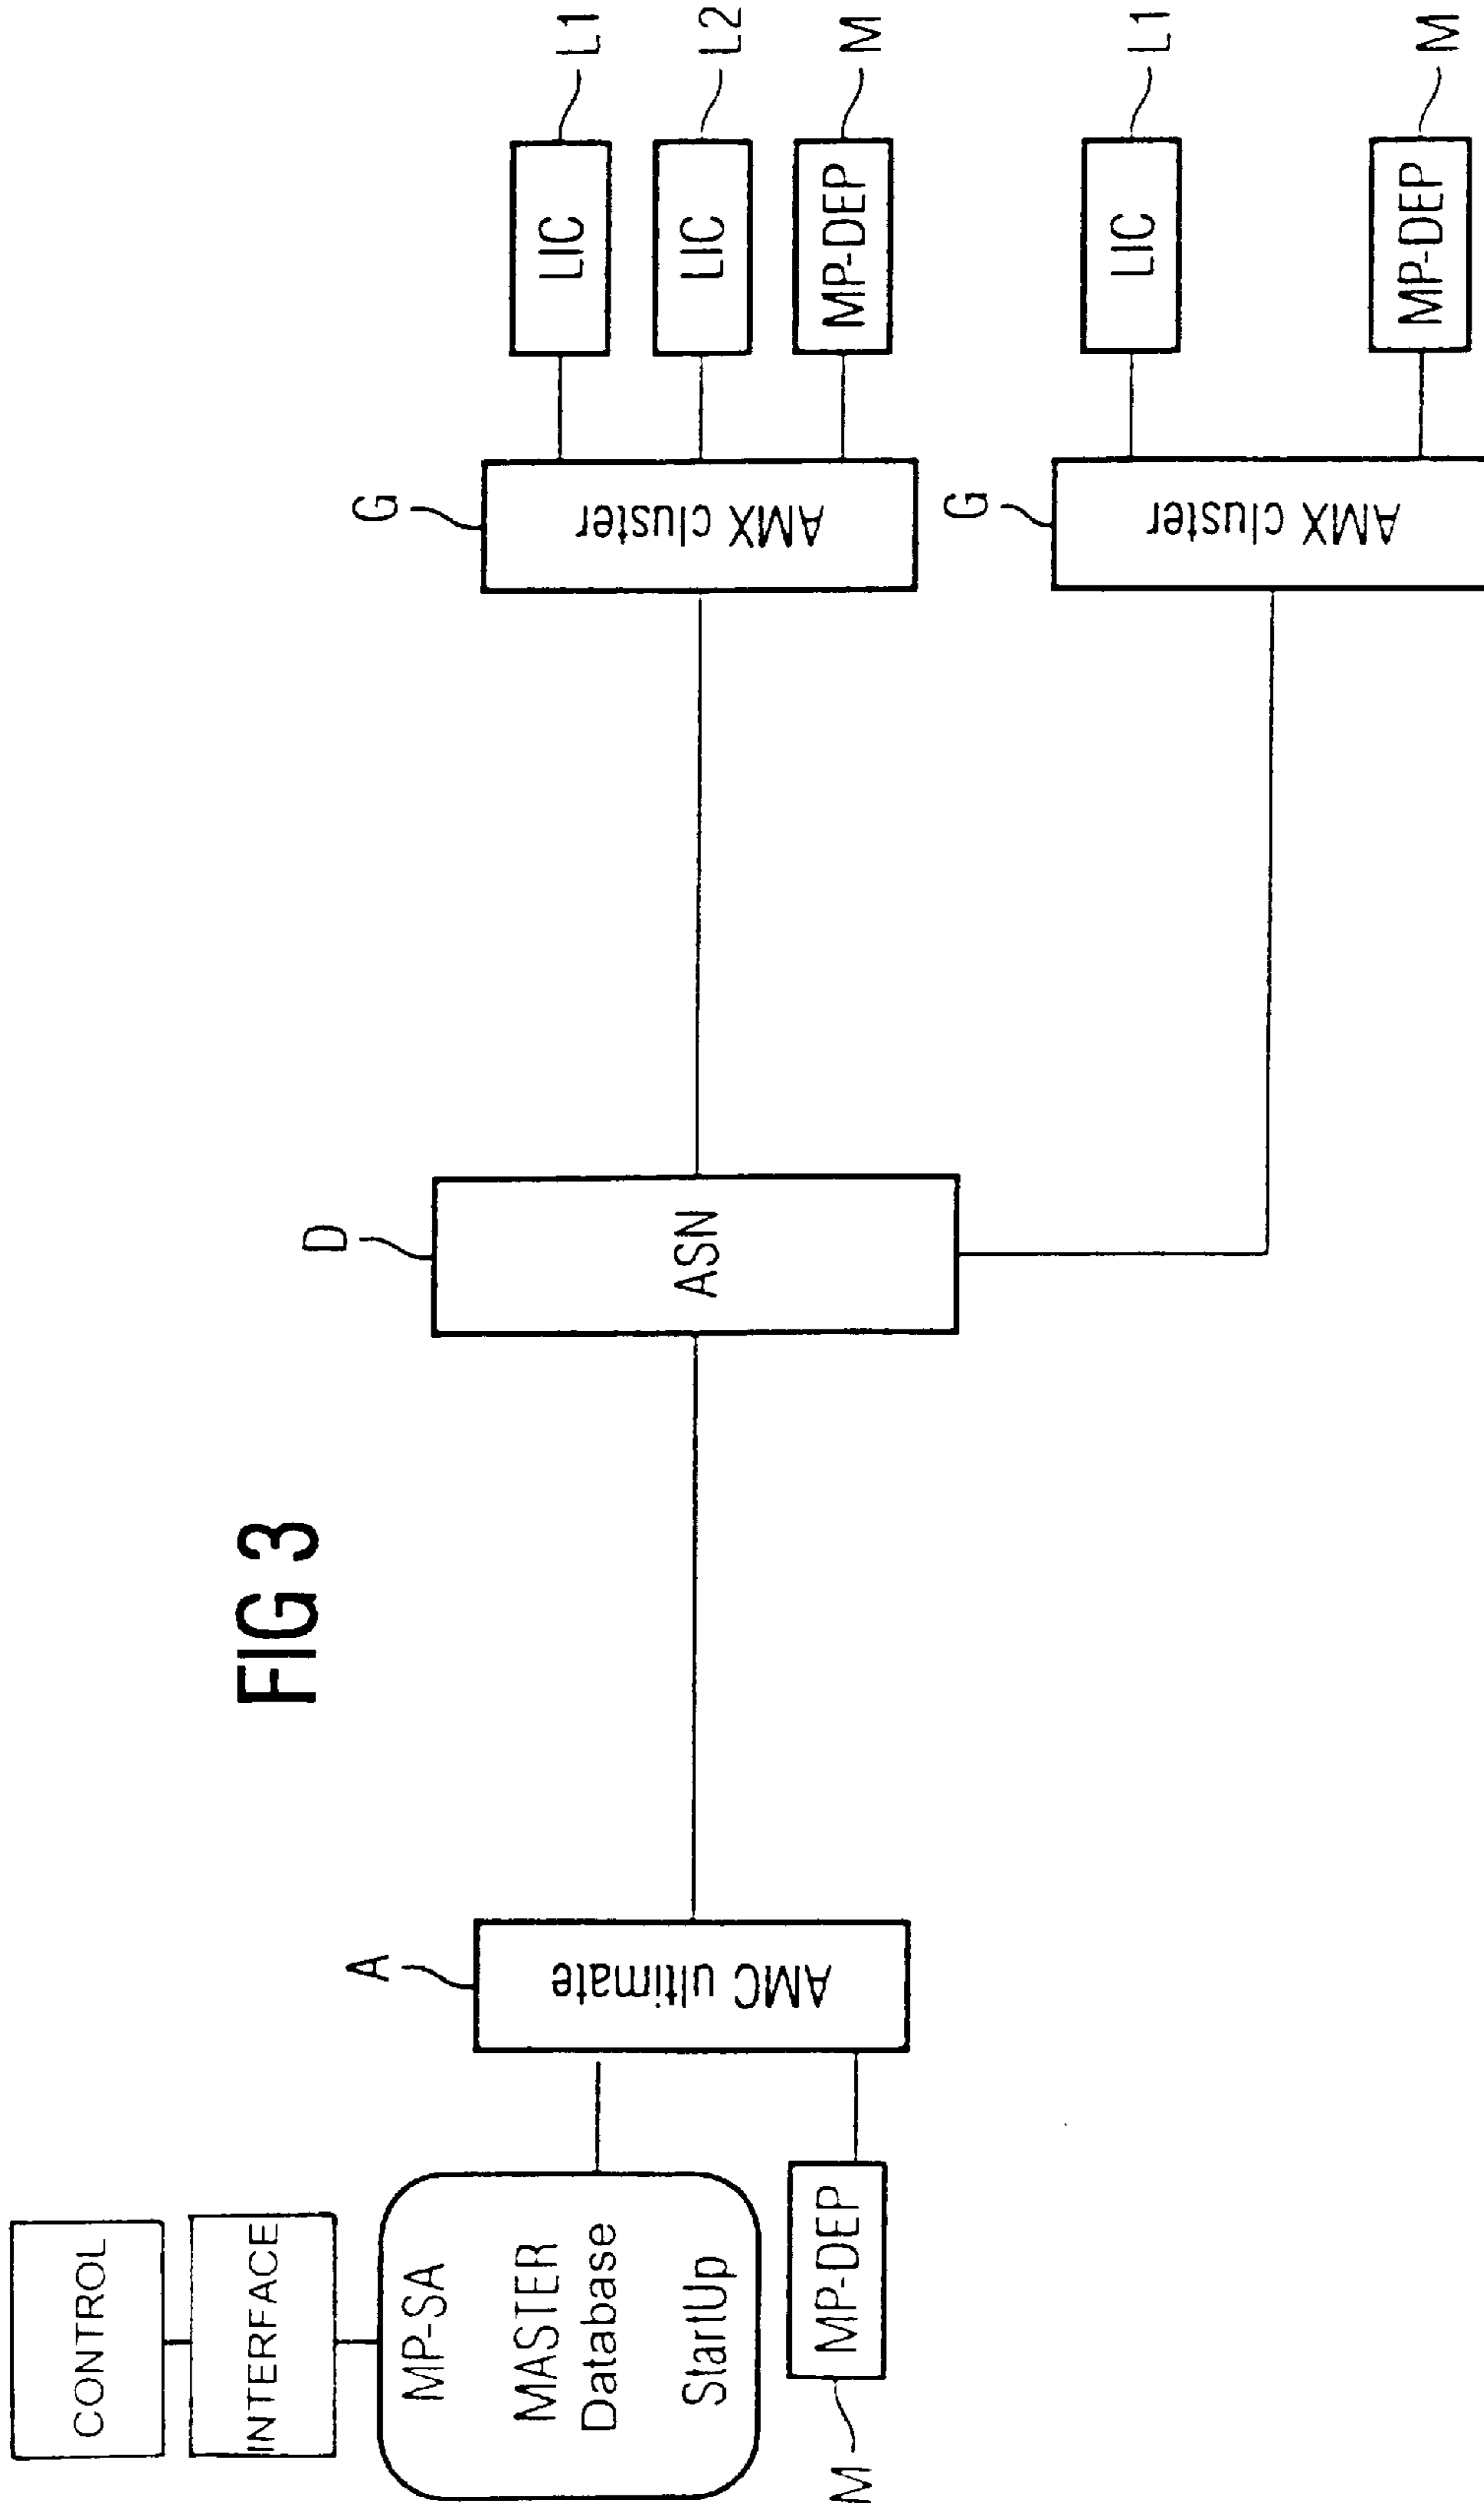 FIG 3
CONTROL
INTERFACE
MP-SA
MASTER
Database
StartUp
MP-DEP
M
A
AMC ultimate
D
ASN
G
AMX cluster
LIC
L1
LIC
L2
MP-DEP
M
G
AMX cluster
LIC
L1
MP-DEP
M